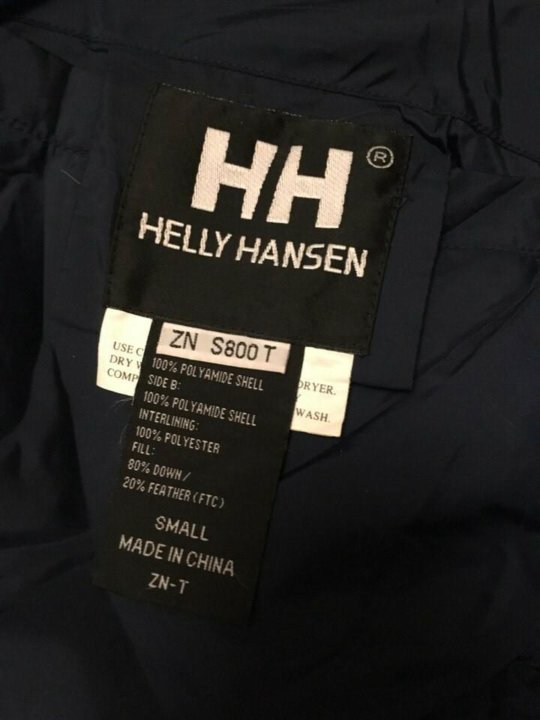 HH®
HELLY HANSEN
ZN S800 T
100% POLYAMIDE SHELL
SIDE B:
100% POLYAMIDE SHELL
INTERLINING:
100% POLYESTER
FILL:
80% DOWN/
20% FEATHER (FTC)
SMALL
MADE IN CHINA
ZN-T
USE
DRY
DRYER.
WASH.